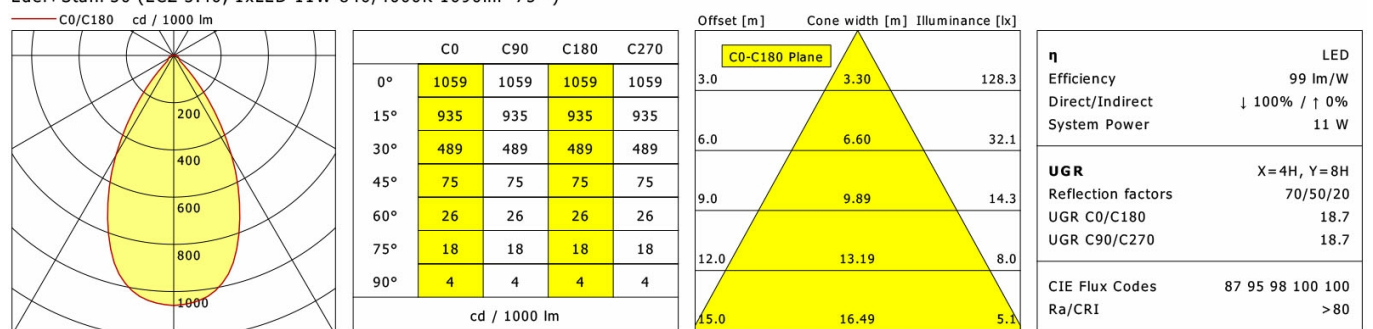 C0/C180 cd / 1000 lm
200
400
600
800
1000
C0 C90 C180 C270
0° 1059 1059 1059 1059
15° 935 935 935 935
30° 489 489 489 489
45° 75 75 75 75
60° 26 26 26 26
75° 18 18 18 18
90° 4 4 4 4
cd / 1000 lm
Offset [m] Cone width [m] Illuminance [lx]
C0-C180 Plane
3.0 3.30 128.3
6.0 6.60 32.1
9.0 9.89 14.3
12.0 13.19 8.0
15.0 16.49 5.1
η LED
Efficiency 99 lm/W
Direct/Indirect ↓ 100% / ↑ 0%
System Power 11 W
UGR X=4H, Y=8H
Reflection factors 70/50/20
UGR C0/C180 18.7
UGR C90/C270 18.7
CIE Flux Codes 87 95 98 100 100
Ra/CRI >80